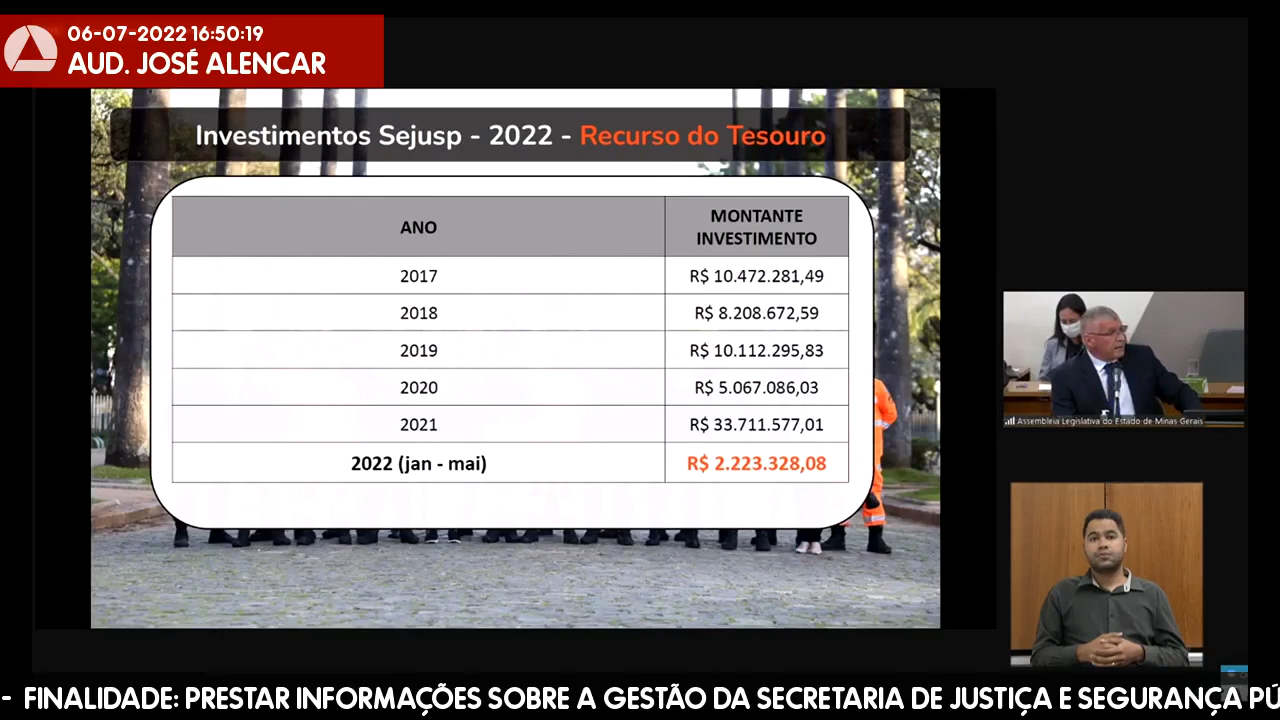 06-07-2022 16:50:19
AUD. JOSÉ ALENCAR
Investimentos Sejusp - 2022 - Recurso do Tesouro
ANO
MONTANTE
INVESTIMENTO
2017 R$ 10.472.281,49
2018 R$ 8.208.672,59
2019 R$ 10.112.295,83
2020 R$ 5.067.086,03
2021 R$ 33.711.577,01
2022 (jan - mai) R$ 2.223.328,08
Assembleia Legislativa do Estado de Minas Gerais
- FINALIDADE: PRESTAR INFORMAÇÕES SOBRE A GESTÃO DA SECRETARIA DE JUSTIÇA E SEGURANÇA PÚ